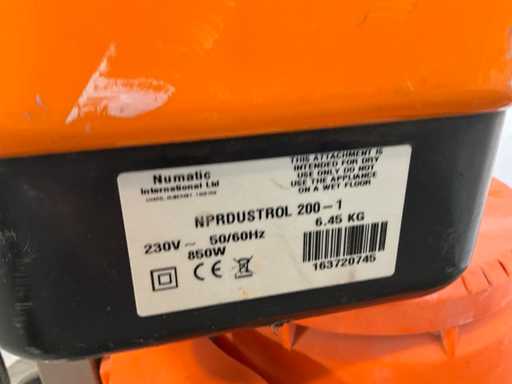 Numatic
International Ltd
THIS ATTACHMENT IS
INTENDED FOR DRY
USE ONLY DO NOT
USE THE APPLIANCE
ON A WET FLOOR
NPRDUSTROL 200-1
6.45 KG
230V ~ 50/60Hz
850W
CE
163720745